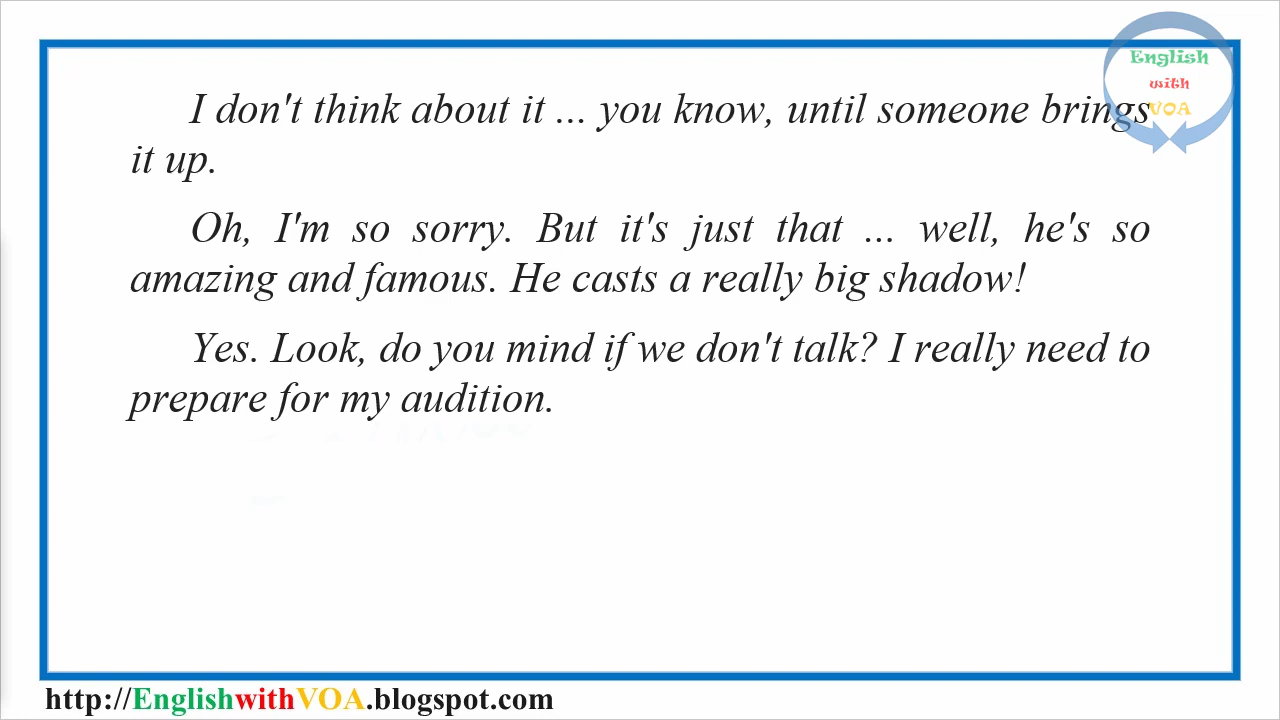 English
with
VOA
I don't think about it ... you know, until someone brings
it up.
Oh, I'm so sorry. But it's just that ... well, he's so
amazing and famous. He casts a really big shadow!
Yes. Look, do you mind if we don't talk? I really need to
prepare for my audition.
http://EnglishwithVOA.blogspot.com